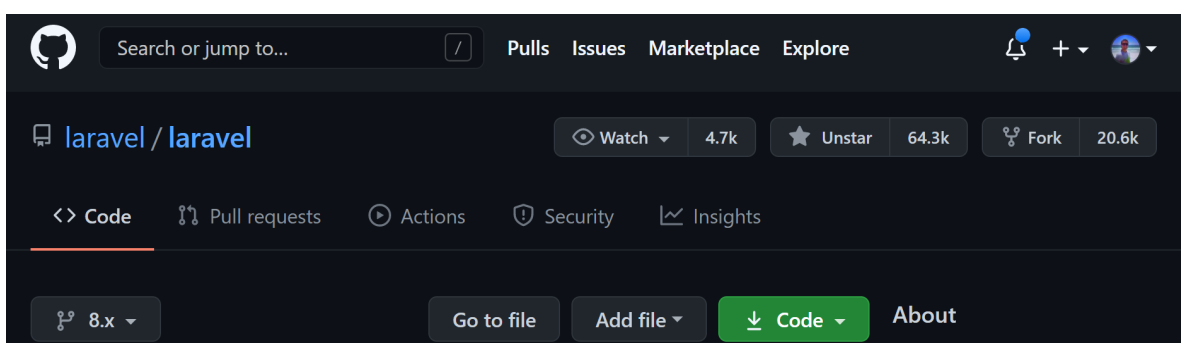 Search or jump to... / Pulls Issues Marketplace Explore
laravel / laravel Watch 4.7k Unstar 64.3k Fork 20.6k
Code Pull requests Actions Security Insights
8.x Go to file Add file Code About